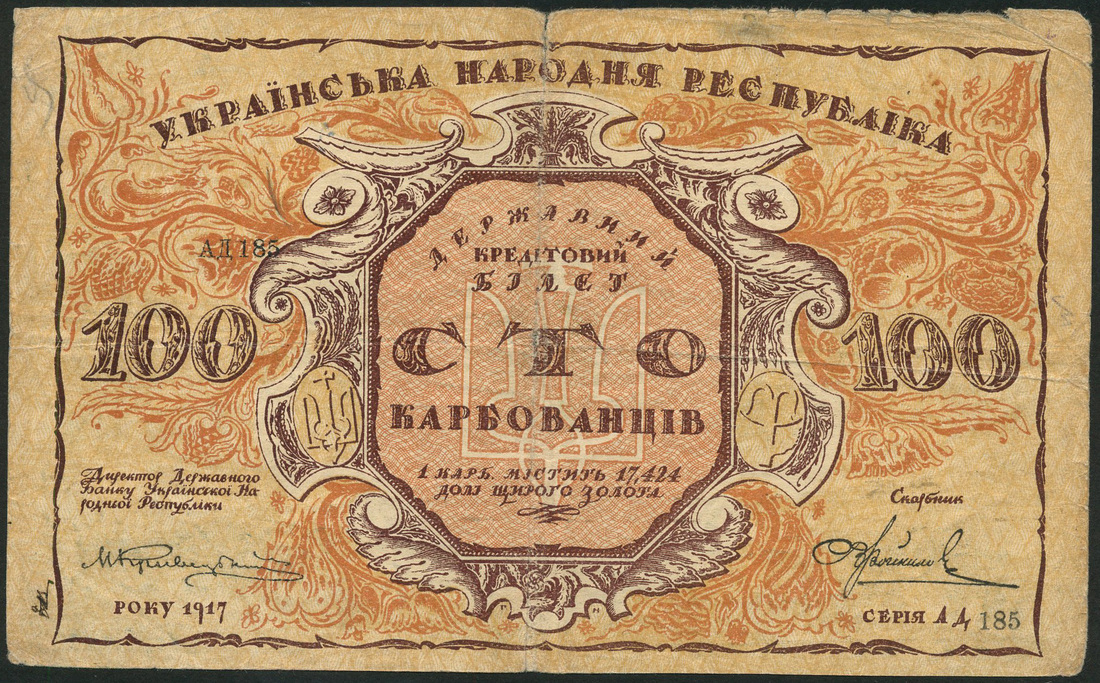 УКРАЇНСЬКА НАРОДНЯ РЕСПУБЛІКА
ДЕРЖАВНИЙ
КРЕДІТОВИЙ
БІЛЕТ
АД 185
100
100
СТО
КАРБОВАНЦІВ
1 КАРБ. МІСТИТЬ 17,424
ДОЛІ ЩИРОГО ЗОЛОТА
Директор Державного
Банку Української На
родньої Республіки
Скарбник
РОКУ 1917
СЕРІЯ АД 185